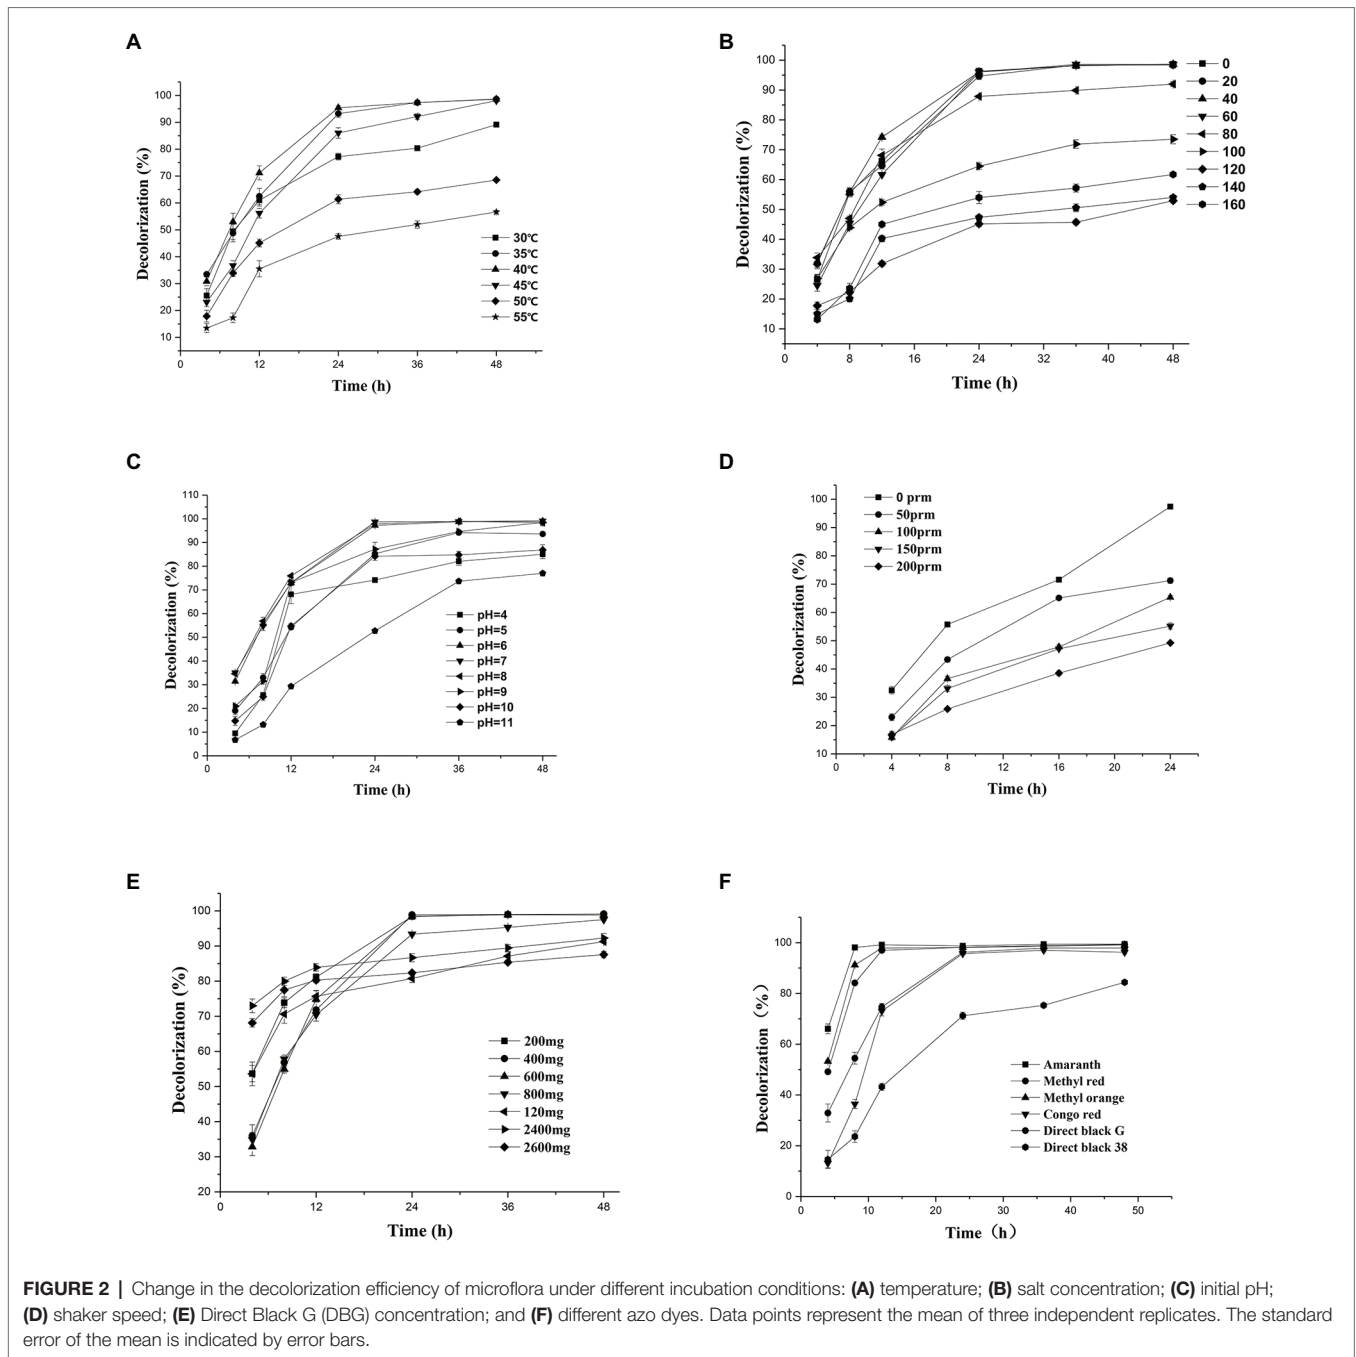 A
Decolorization (%)
100
90
80
70
60
50
40
30
20
10
0 12 24 36 48
Time (h)
30℃
35℃
40℃
45℃
50℃
55℃
B
Decolorization (%)
100
90
80
70
60
50
40
30
20
10
0 8 16 24 32 40 48
Time (h)
0
20
40
60
80
100
120
140
160
C
Decolorization (%)
110
100
90
80
70
60
50
40
30
20
10
0
0 12 24 36 48
Time (h)
pH=4
pH=5
pH=6
pH=7
pH=8
pH=9
pH=10
pH=11
D
Decolorization (%)
100
90
80
70
60
50
40
30
20
10
0 4 8 12 16 20 24
Time (h)
0 prm
50prm
100prm
150prm
200prm
E
Decolorization (%)
100
90
80
70
60
50
40
30
20
0 12 24 36 48
Time (h)
200mg
400mg
600mg
800mg
120mg
2400mg
2600mg
F
Decolorization（%）
100
80
60
40
20
0
0 10 20 30 40 50
Time（h）
Amaranth
Methyl red
Methyl orange
Congo red
Direct black G
Direct black 38
FIGURE 2 | Change in the decolorization efficiency of microflora under different incubation conditions: (A) temperature; (B) salt concentration; (C) initial pH;
(D) shaker speed; (E) Direct Black G (DBG) concentration; and (F) different azo dyes. Data points represent the mean of three independent replicates. The standard
error of the mean is indicated by error bars.